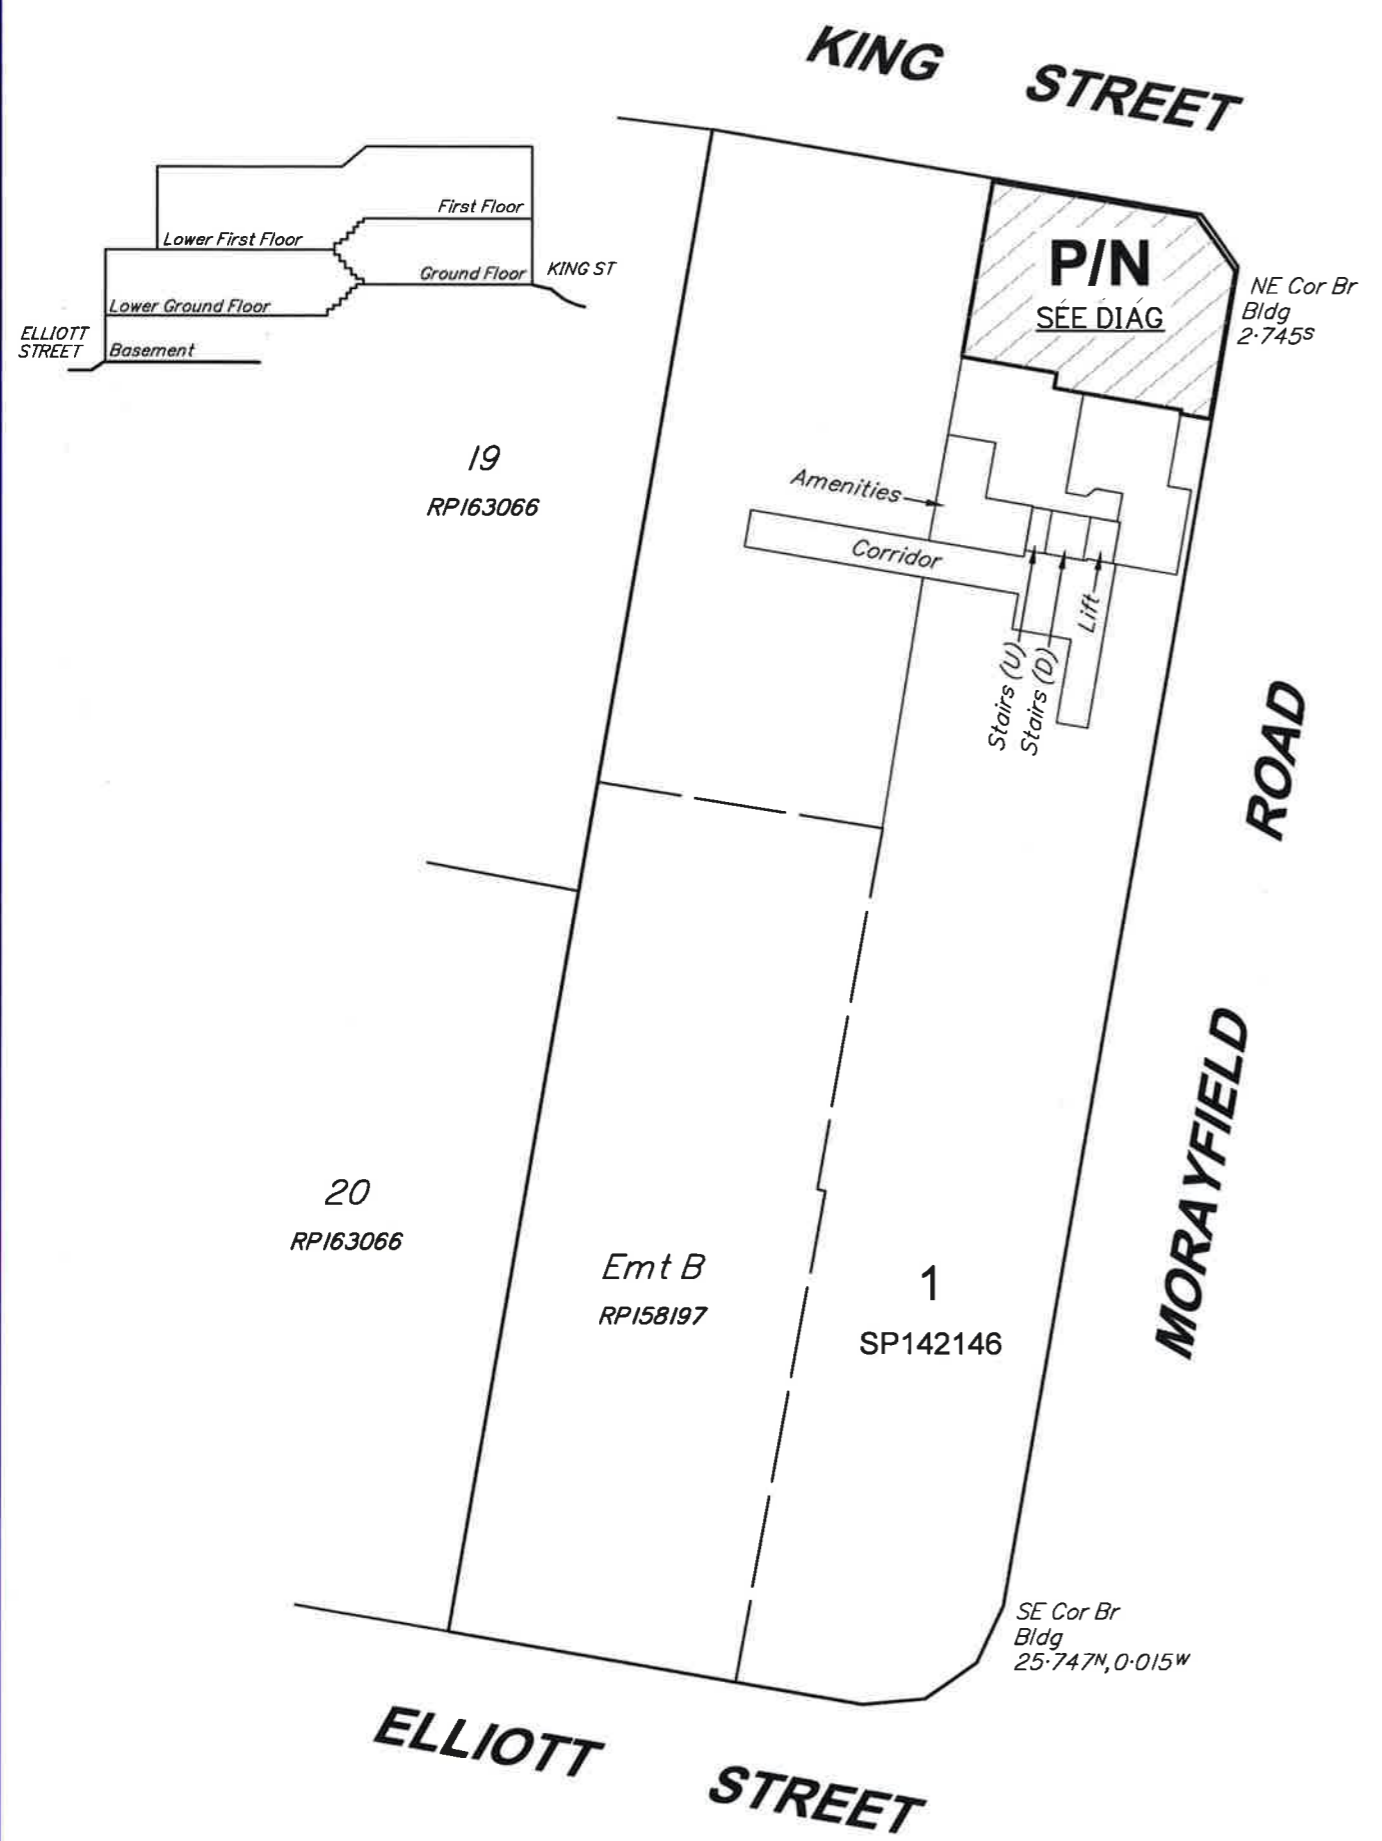 KING STREET
First Floor
Lower First Floor
Ground Floor
KING ST
Lower Ground Floor
ELLIOTT
STREET
Basement
P/N
SEE DIAG
NE Cor Br
Bldg
2·745S
19
RP163066
Amenities
Corridor
Lift
Stairs (U)
Stairs (D)
MORAYFIELD ROAD
20
RP163066
Emt B
RP158197
1
SP142146
SE Cor Br
Bldg
25·747N, 0·015W
ELLIOTT STREET